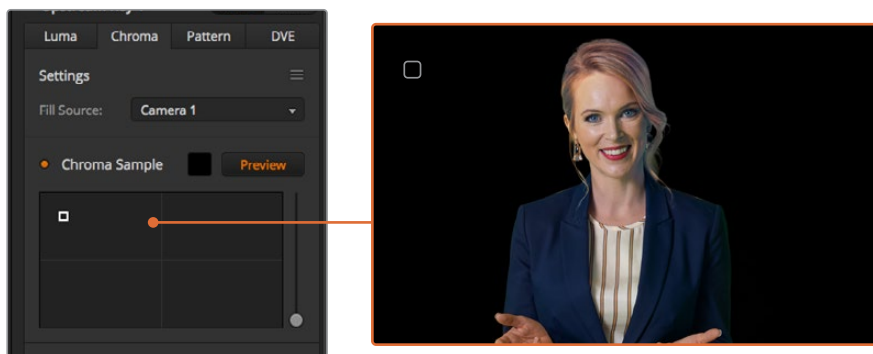 Luma Chroma Pattern DVE
Settings
Fill Source: Camera 1
Chroma Sample Preview